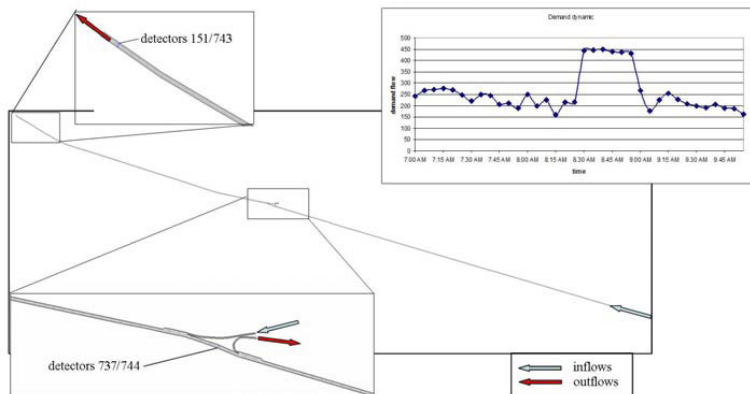 detectors 151/743
Demand dynamic
demand flow
500
450
400
350
300
250
200
150
100
50
0
7.00 AM 7.15 AM 7.30 AM 7.45 AM 8.00 AM 8.15 AM 8.30 AM 8.45 AM 9.00 AM 9.15 AM 9.30 AM 9.45 AM
time
detectors 737/744
inflows
outflows